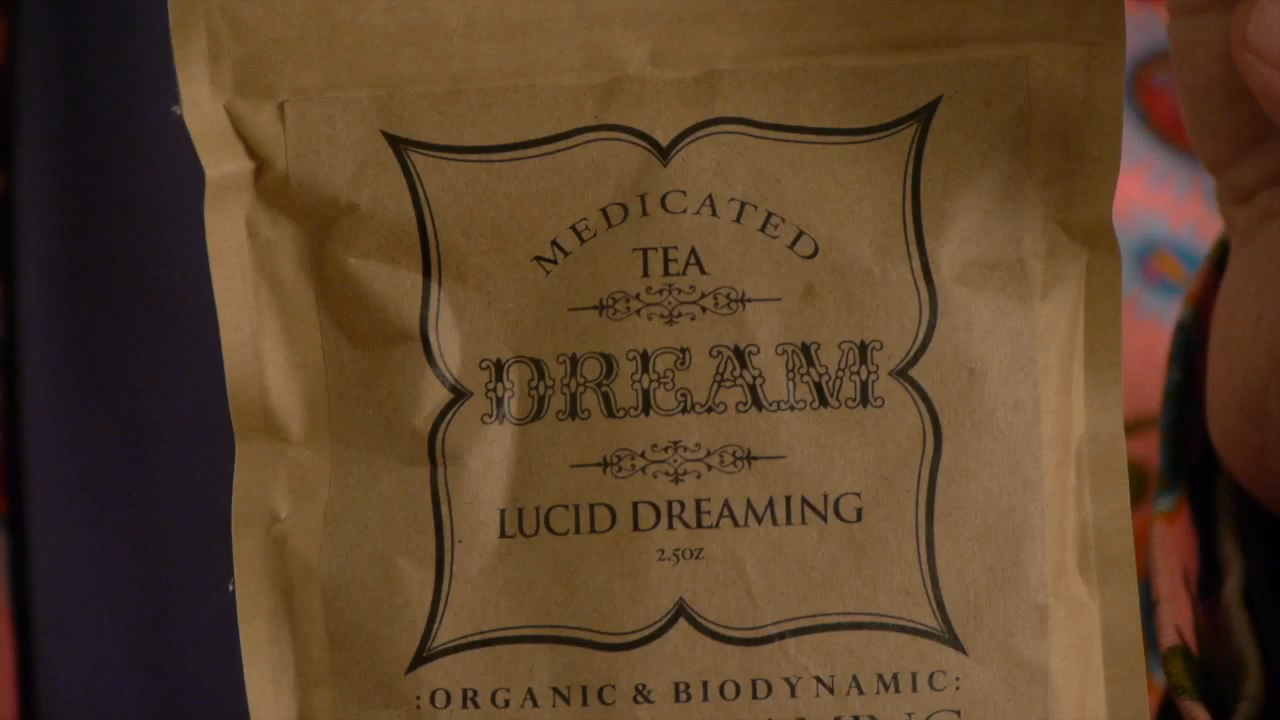 MEDICATED
TEA
DREAM
LUCID DREAMING
2.5OZ
:ORGANIC & BIODYNAMIC: